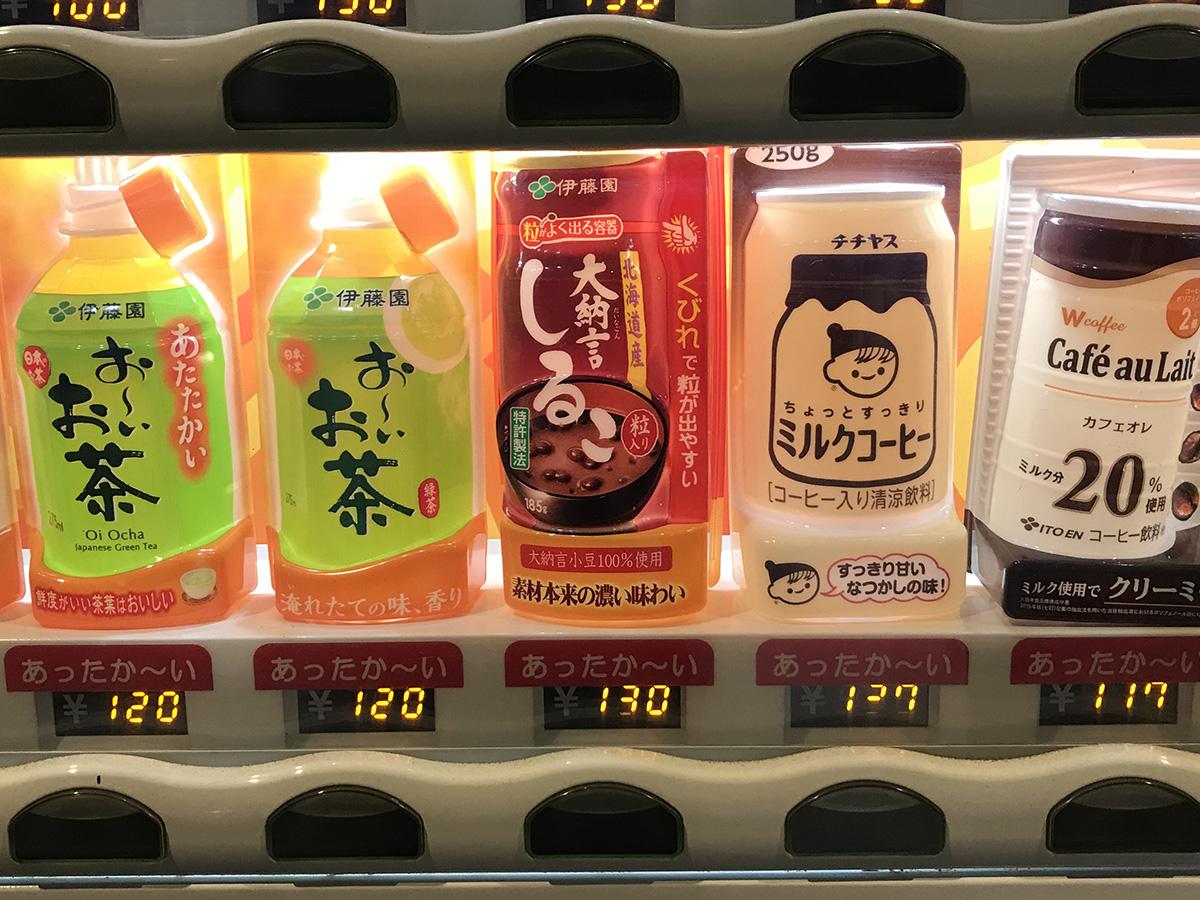 ¥ 100
130
130
伊藤園
あたたかい
日本の
お茶
お〜いお茶
Oi Ocha
Japanese Green Tea
鮮度がいい茶葉はおいしい
伊藤園
日本の
お茶
お〜いお茶
緑茶
淹れたての味、香り
伊藤園
粒がよく出る容器
北海道産
大納言
だいなごん
しるこ
くびれで粒が出やすい
特許製法
粒入り
185g
大納言小豆100%使用
素材本来の濃い味わい
250g
チチヤス
ちょっとすっきり
ミルクコーヒー
[コーヒー入り清涼飲料]
すっきり甘い
なつかしの味!
W coffee
Café au Lait
カフェオレ
ミルク分
20%
使用
ITO EN コーヒー飲料
ミルク使用で クリーミ
あったか〜い
あったか〜い
あったか〜い
あったか〜い
あったか〜い
¥ 120
¥ 120
¥ 130
¥
¥ 117